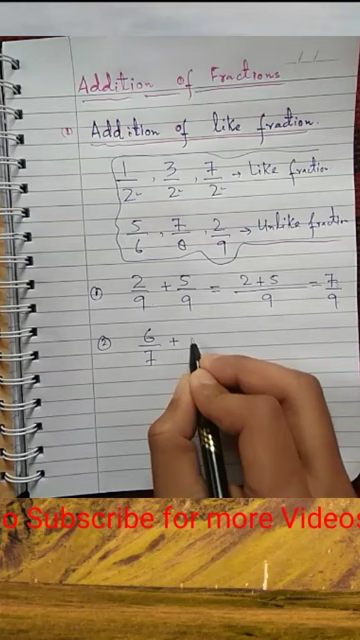 Addition of Fractions
(1) Addition of like fraction.
1/2, 3/2, 7/2 → Like fraction
5/6, 7/8, 2/9 → Unlike fraction
① 2/9 + 5/9 = 2+5/9 = 7/9
② 6/7 +
o Subscribe for more Videos